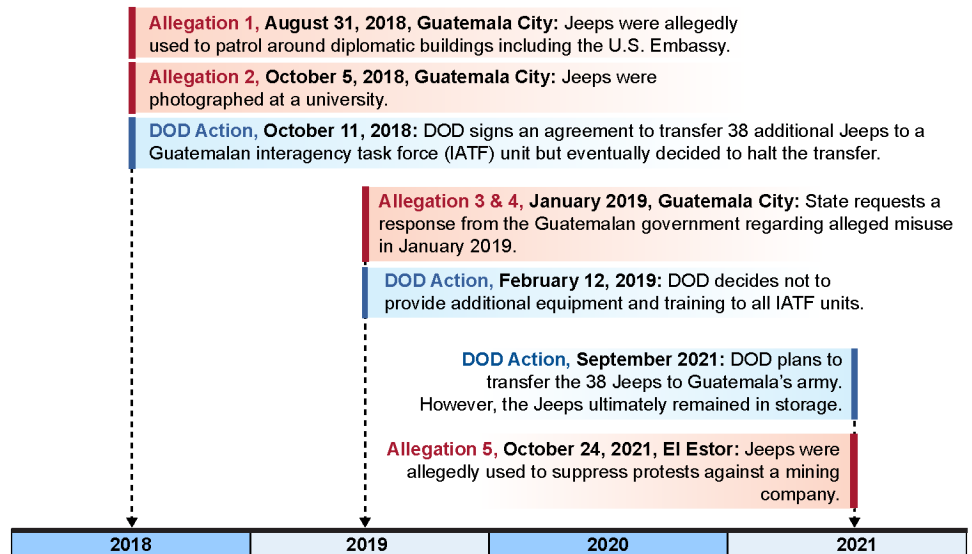 Allegation 1, August 31, 2018, Guatemala City: Jeeps were allegedly
used to patrol around diplomatic buildings including the U.S. Embassy.
Allegation 2, October 5, 2018, Guatemala City: Jeeps were
photographed at a university.
DOD Action, October 11, 2018: DOD signs an agreement to transfer 38 additional Jeeps to a
Guatemalan interagency task force (IATF) unit but eventually decided to halt the transfer.
Allegation 3 & 4, January 2019, Guatemala City: State requests a
response from the Guatemalan government regarding alleged misuse
in January 2019.
DOD Action, February 12, 2019: DOD decides not to
provide additional equipment and training to all IATF units.
DOD Action, September 2021: DOD plans to
transfer the 38 Jeeps to Guatemala’s army.
However, the Jeeps ultimately remained in storage.
Allegation 5, October 24, 2021, El Estor: Jeeps were
allegedly used to suppress protests against a mining
company.
2018 2019 2020 2021